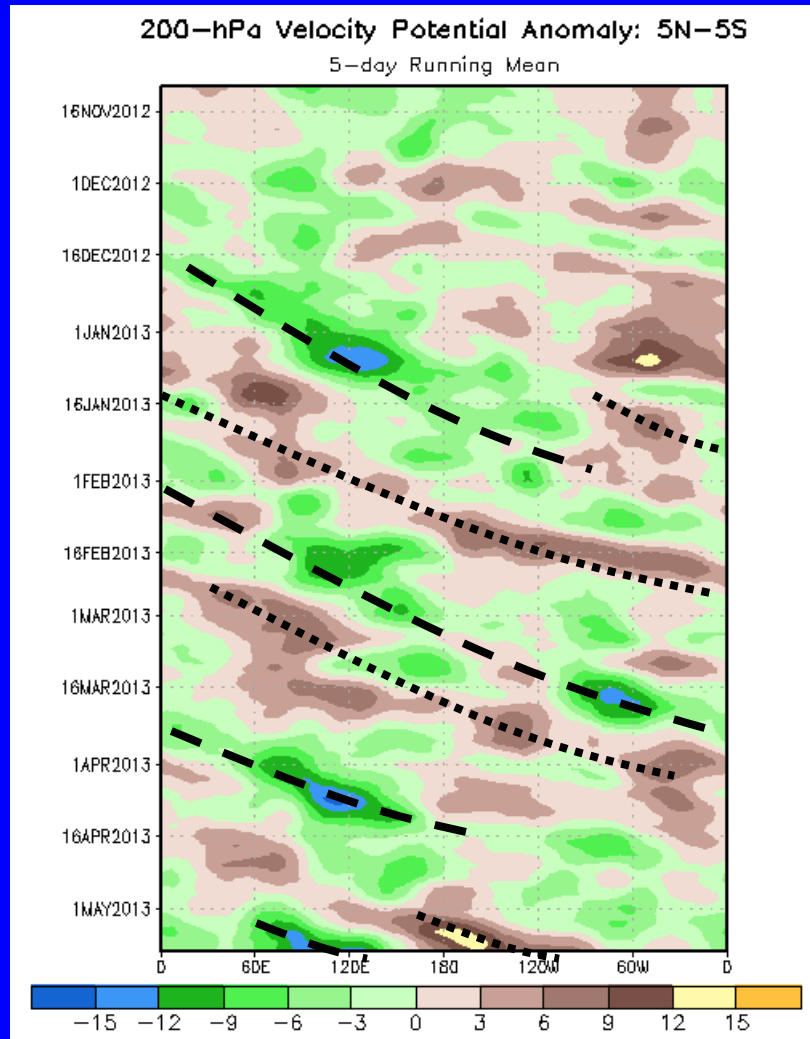 200-hPa Velocity Potential Anomaly: 5N-5S
5-day Running Mean
16NOV2012
1DEC2012
16DEC2012
1JAN2013
16JAN2013
1FEB2013
16FEB2013
1MAR2013
16MAR2013
1APR2013
16APR2013
1MAY2013
0 60E 120E 180 120W 60W 0
-15 -12 -9 -6 -3 0 3 6 9 12 15